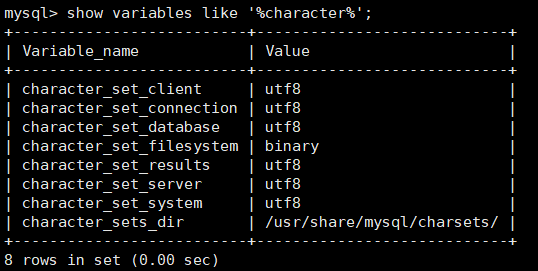 mysql> show variables like '%character%';
+--------------------------+----------------------------+
| Variable_name            | Value                      |
+--------------------------+----------------------------+
| character_set_client     | utf8                       |
| character_set_connection | utf8                       |
| character_set_database   | utf8                       |
| character_set_filesystem | binary                     |
| character_set_results    | utf8                       |
| character_set_server     | utf8                       |
| character_set_system     | utf8                       |
| character_sets_dir       | /usr/share/mysql/charsets/ |
+--------------------------+----------------------------+
8 rows in set (0.00 sec)